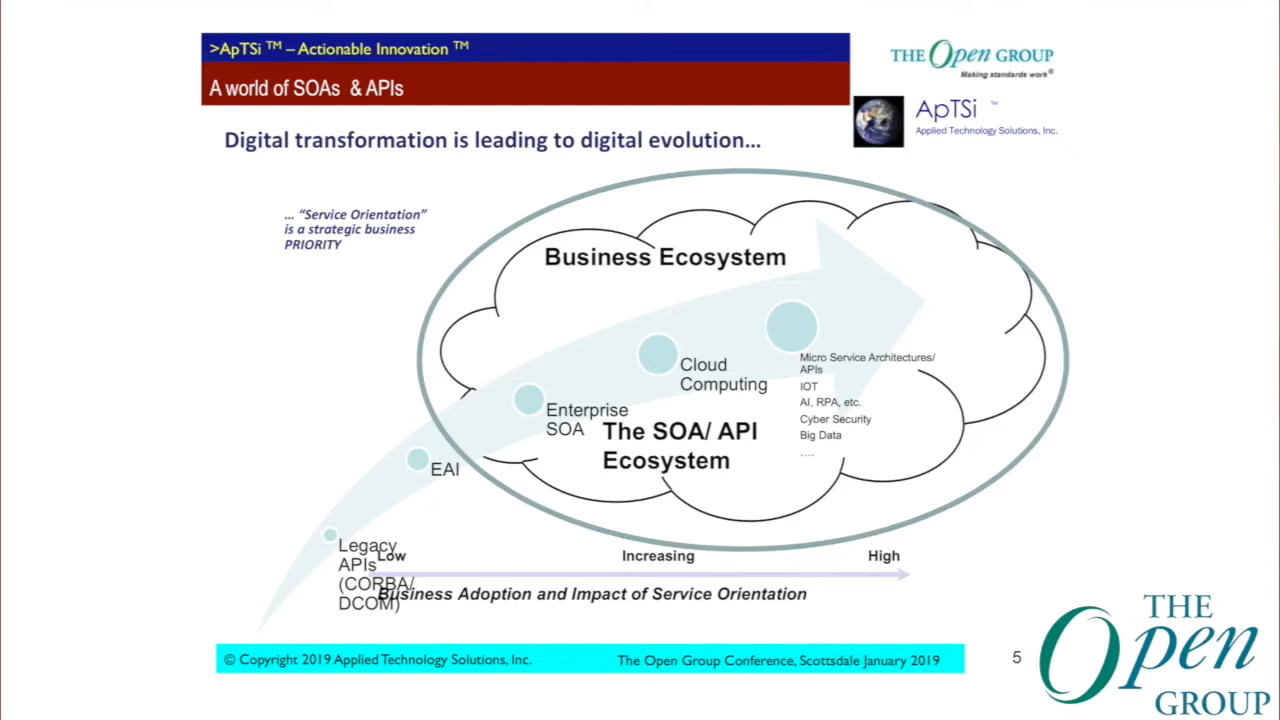 >ApTSi ™ – Actionable Innovation ™
A world of SOAs & APIs
THE Open GROUP
Making standards work®
ApTSi ™
Applied Technology Solutions, Inc.
Digital transformation is leading to digital evolution…
… “Service Orientation”
is a strategic business
PRIORITY
Business Ecosystem
Micro Service Architectures/
APIs
IOT
AI, RPA, etc.
Cyber Security
Big Data
....
Cloud
Computing
Enterprise
SOA
The SOA/ API
Ecosystem
EAI
Legacy
APIs
(CORBA/
DCOM)
Low
Increasing
High
Business Adoption and Impact of Service Orientation
© Copyright 2019 Applied Technology Solutions, Inc.
The Open Group Conference, Scottsdale January 2019
5
THE
Open
GROUP